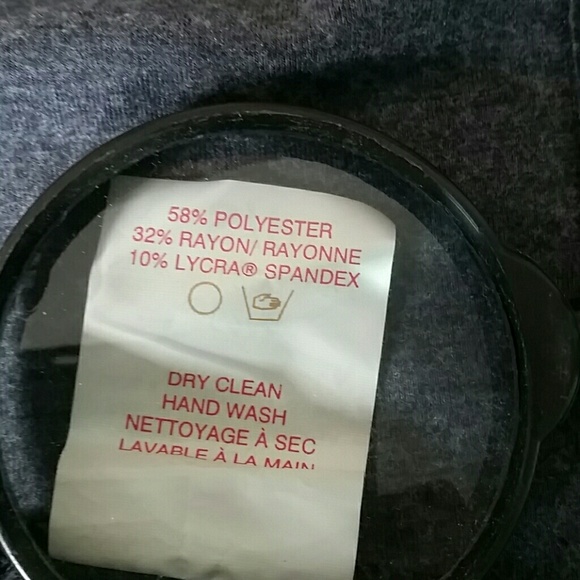 58% POLYESTER
32% RAYON/ RAYONNE
10% LYCRA® SPANDEX
DRY CLEAN
HAND WASH
NETTOYAGE À SEC
LAVABLE À LA MAIN